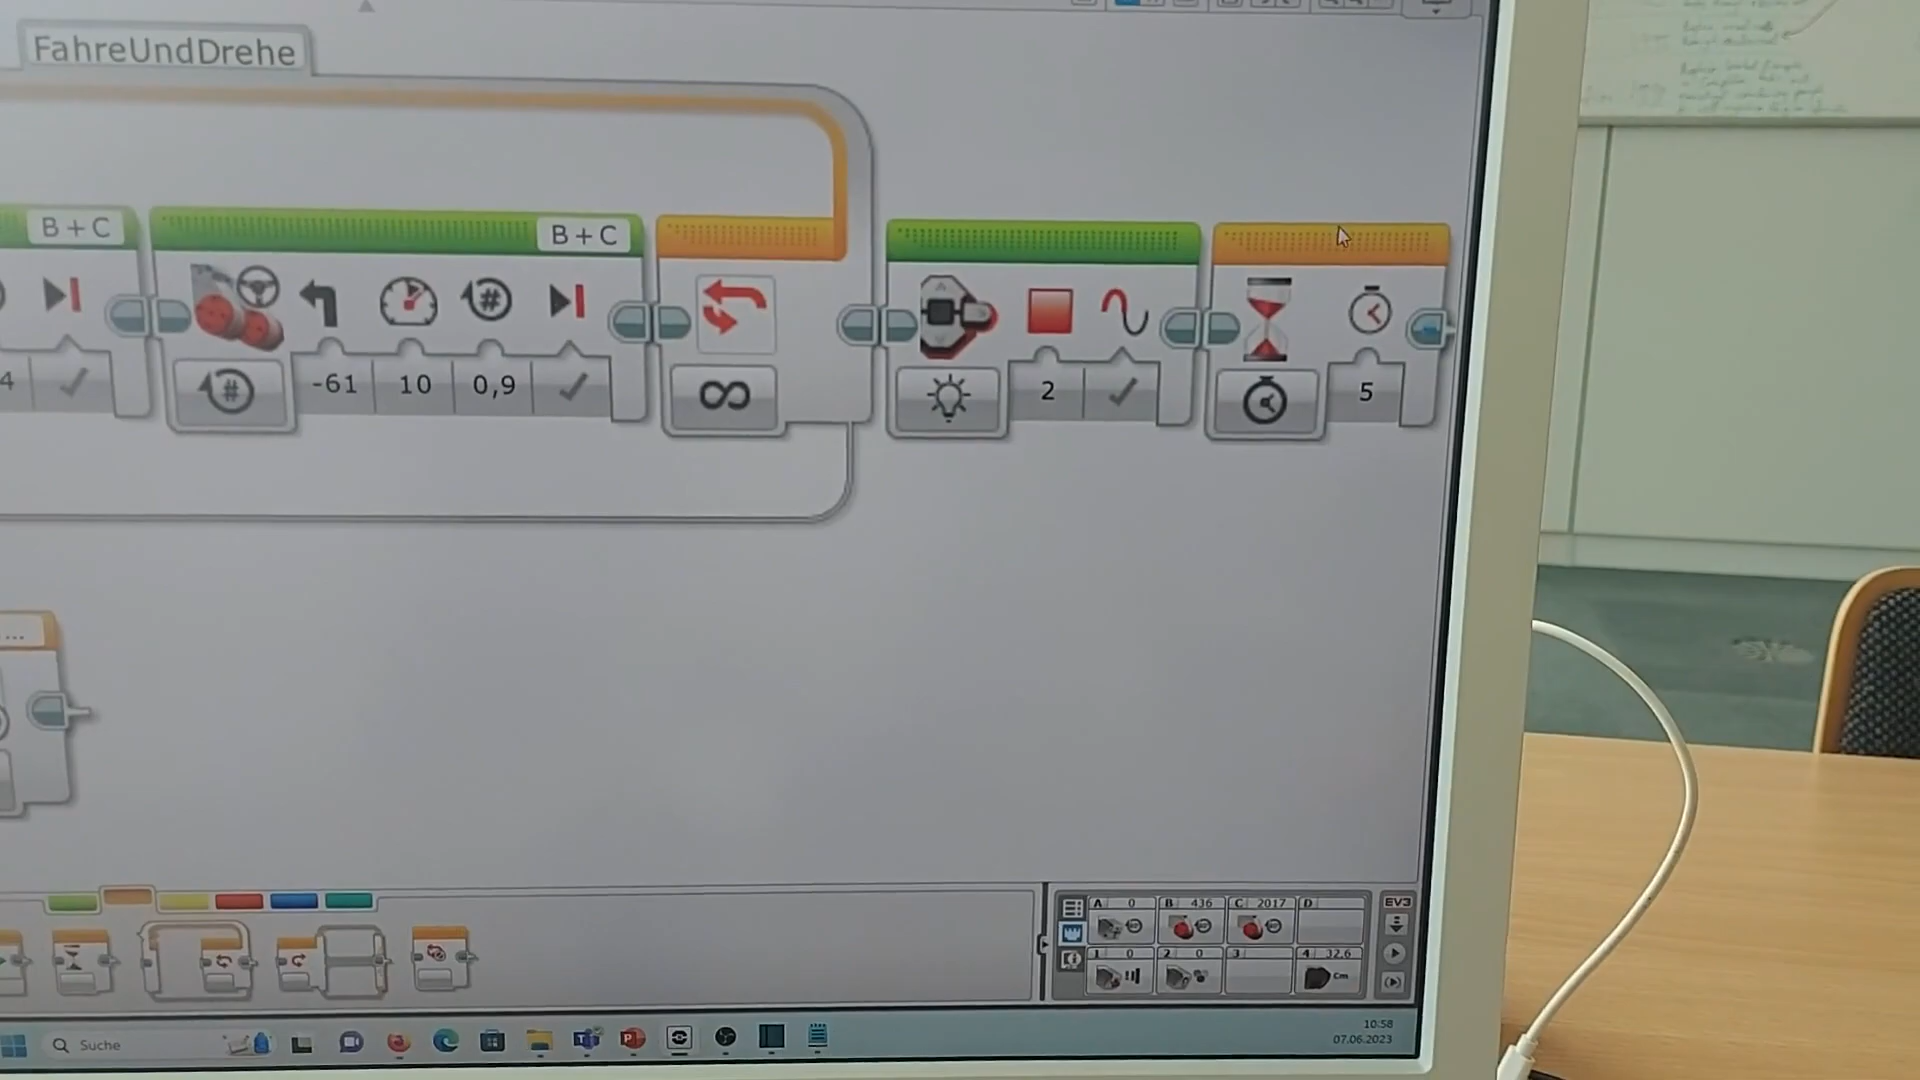 FahreUndDrehe
B + C
B + C
4
-61
10
0,9
2
5
...
A 0
B 436
C 2017
D
EV3
1 0
2 0
3
4 32,6
Cm
Suche
10:58
07.06.2023